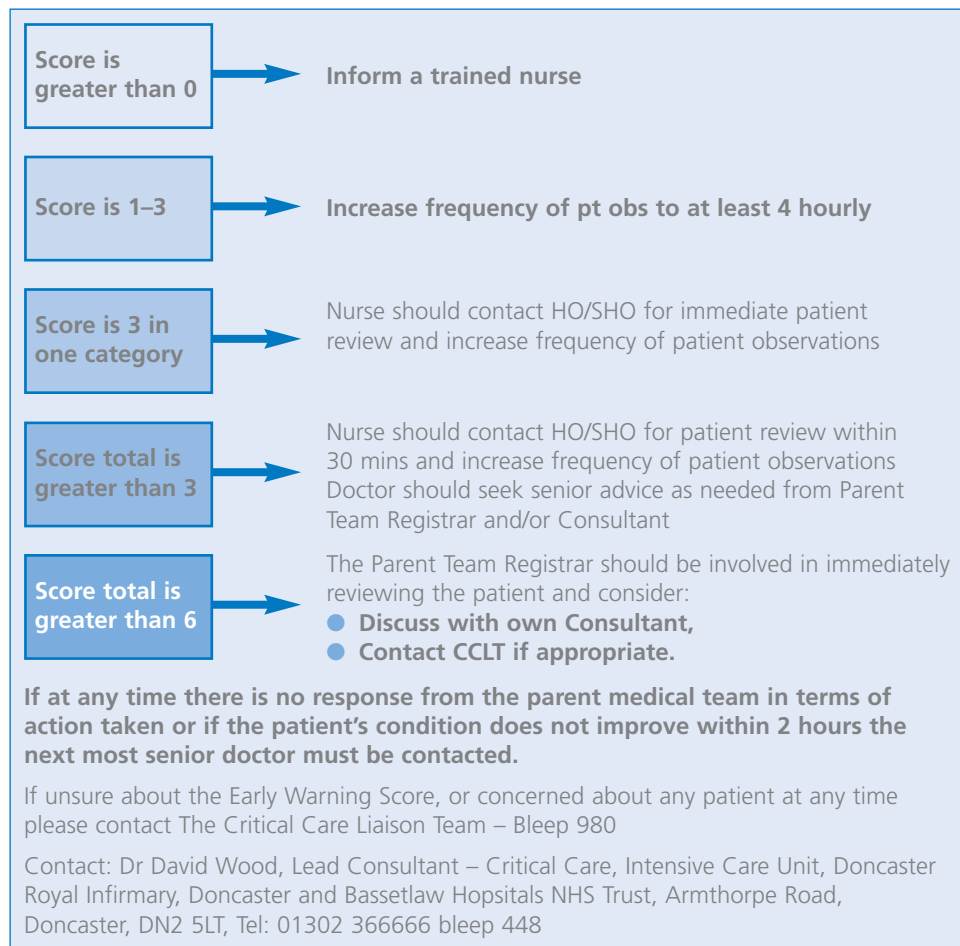 Score is
greater than 0
Inform a trained nurse
Score is 1–3
Increase frequency of pt obs to at least 4 hourly
Score is 3 in
one category
Nurse should contact HO/SHO for immediate patient
review and increase frequency of patient observations
Score total is
greater than 3
Nurse should contact HO/SHO for patient review within
30 mins and increase frequency of patient observations
Doctor should seek senior advice as needed from Parent
Team Registrar and/or Consultant
Score total is
greater than 6
The Parent Team Registrar should be involved in immediately
reviewing the patient and consider:
● Discuss with own Consultant,
● Contact CCLT if appropriate.
If at any time there is no response from the parent medical team in terms of
action taken or if the patient’s condition does not improve within 2 hours the
next most senior doctor must be contacted.
If unsure about the Early Warning Score, or concerned about any patient at any time
please contact The Critical Care Liaison Team – Bleep 980
Contact: Dr David Wood, Lead Consultant – Critical Care, Intensive Care Unit, Doncaster
Royal Infirmary, Doncaster and Bassetlaw Hopsitals NHS Trust, Armthorpe Road,
Doncaster, DN2 5LT, Tel: 01302 366666 bleep 448